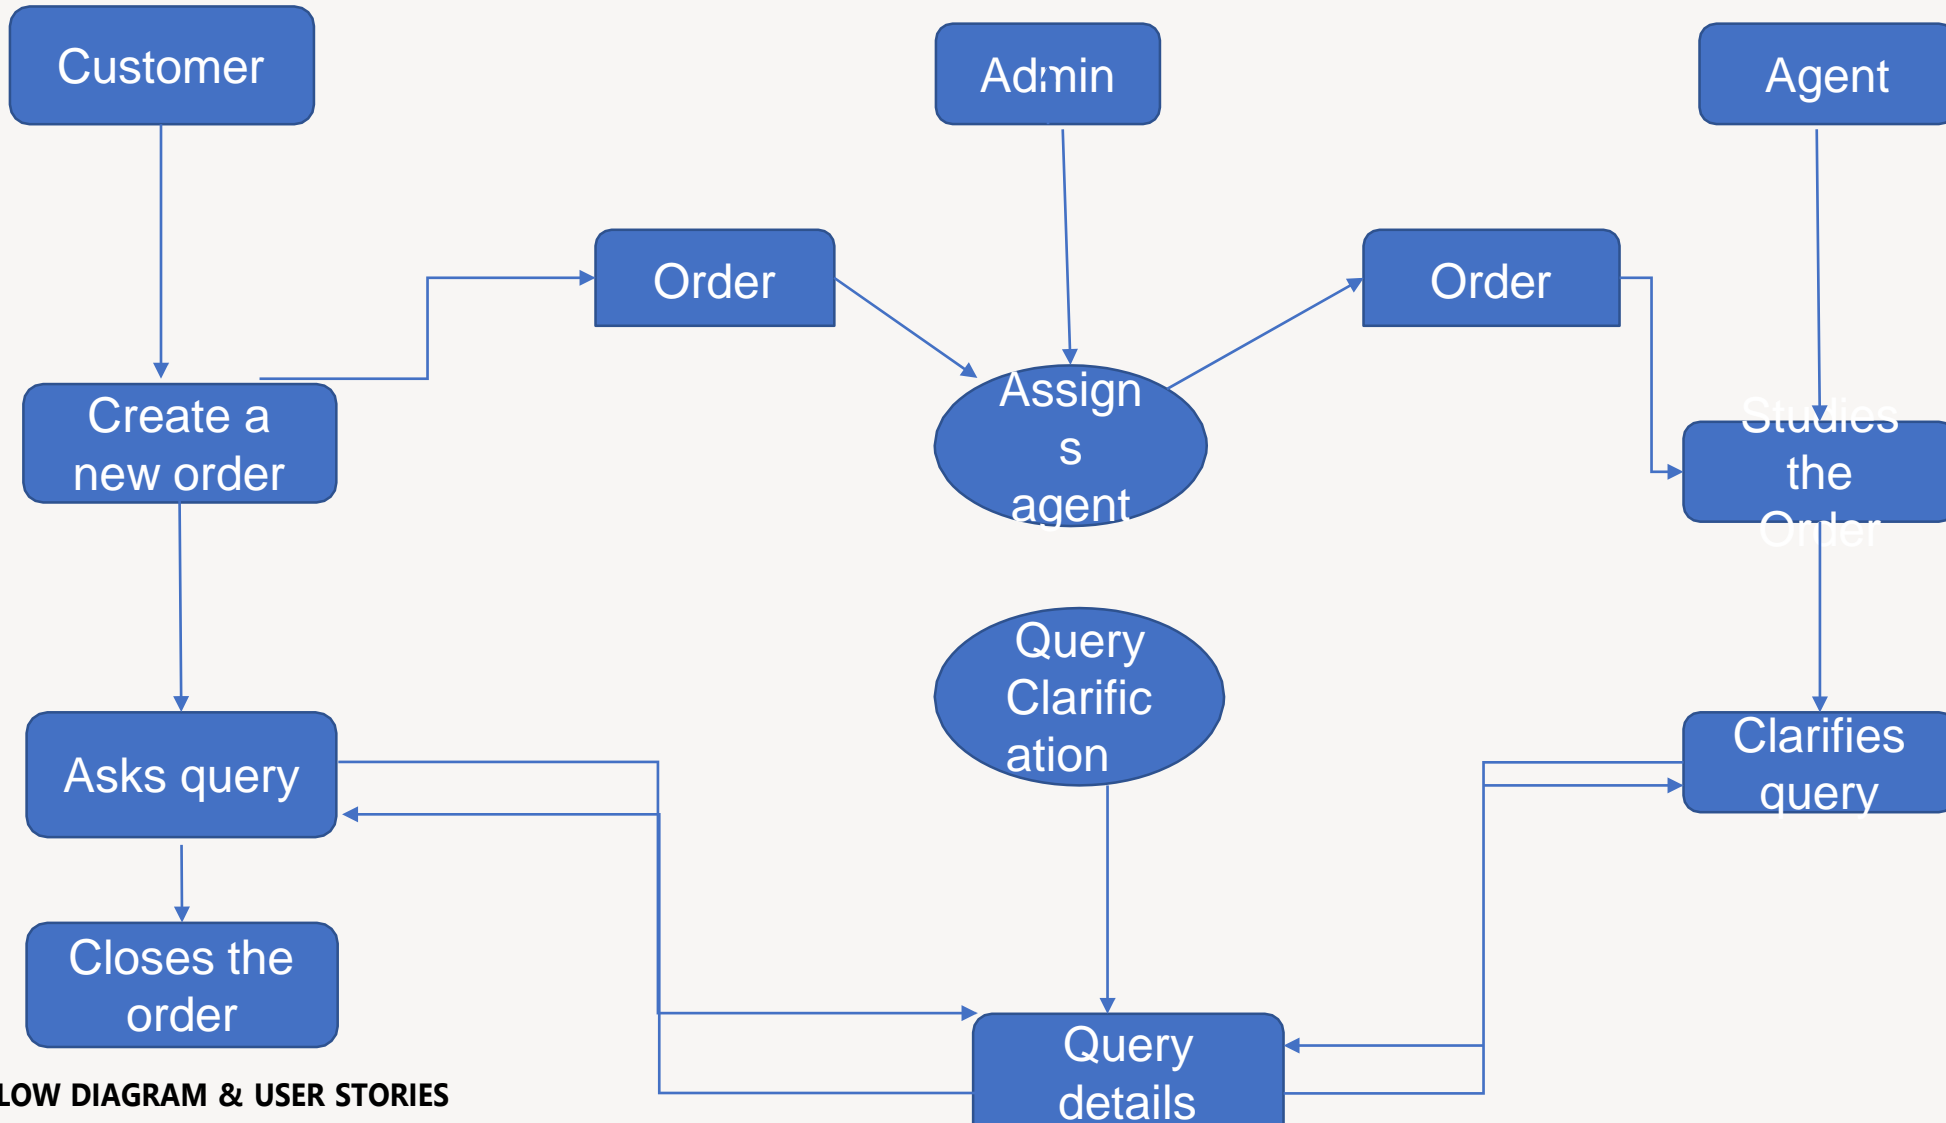 Customer
Admin
Agent
Order
Order
Create a
new order
Assign
s
agent
Studies
the
Order
Query
Clarific
ation
Asks query
Clarifies
query
Closes the
order
Query
details
LOW DIAGRAM & USER STORIES